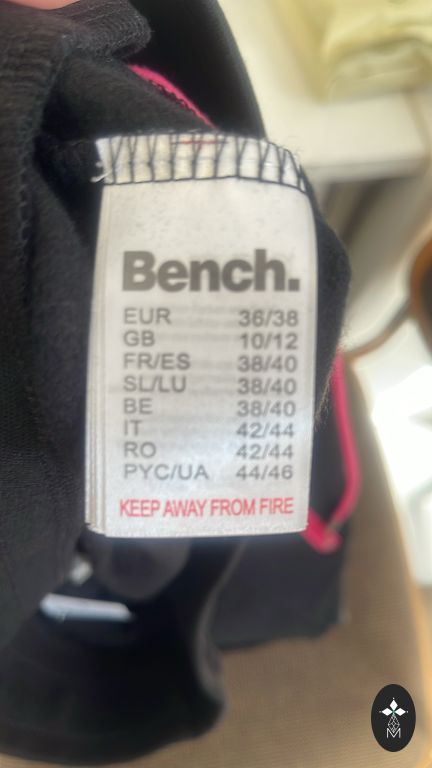 Bench.
EUR 36/38
GB 10/12
FR/ES 38/40
SL/LU 38/40
BE 38/40
IT 42/44
RO 42/44
PYC/UA 44/46
KEEP AWAY FROM FIRE
M